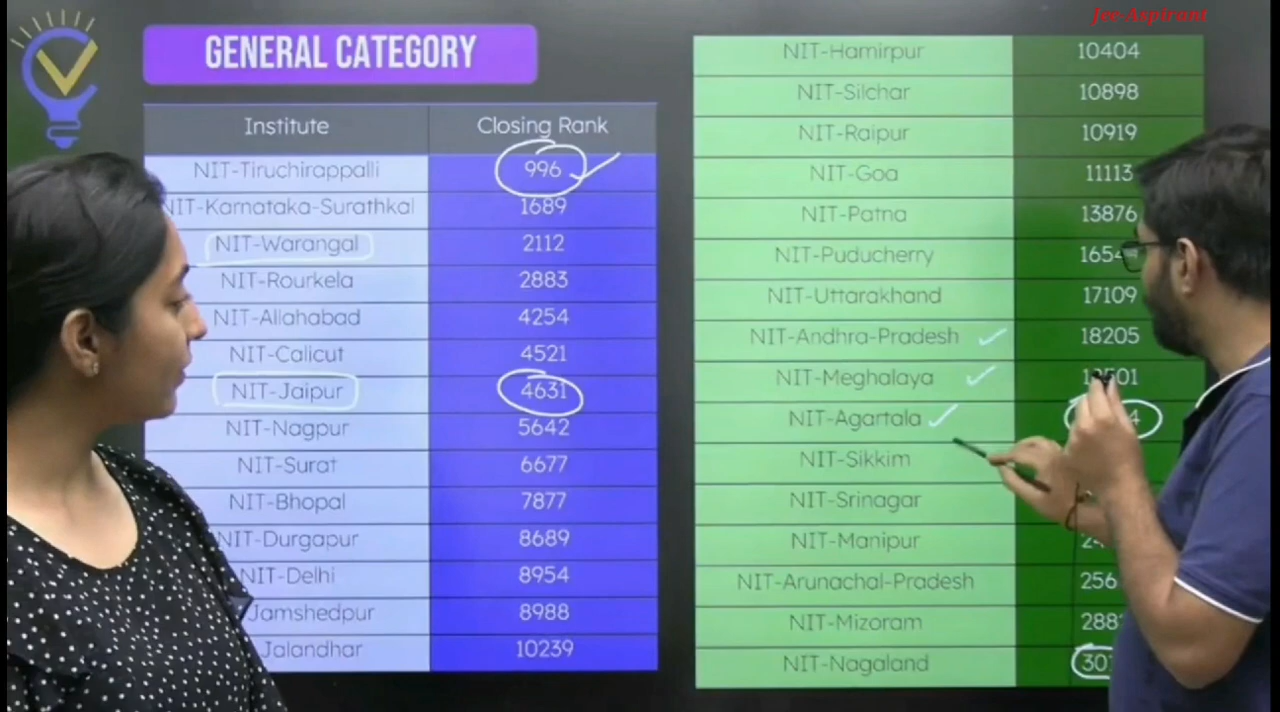 Jee-Aspirant
GENERAL CATEGORY
Institute Closing Rank
NIT-Tiruchirappalli 996
NIT-Karnataka-Surathkal 1689
NIT-Warangal 2112
NIT-Rourkela 2883
NIT-Allahabad 4254
NIT-Calicut 4521
NIT-Jaipur 4631
NIT-Nagpur 5642
NIT-Surat 6677
NIT-Bhopal 7877
NIT-Durgapur 8689
NIT-Delhi 8954
Jamshedpur 8988
Jalandhar 10239
NIT-Hamirpur 10404
NIT-Silchar 10898
NIT-Raipur 10919
NIT-Goa 11113
NIT-Patna 13876
NIT-Puducherry
NIT-Uttarakhand 17109
NIT-Andhra-Pradesh 18205
NIT-Meghalaya
NIT-Agartala
NIT-Sikkim
NIT-Srinagar
NIT-Manipur
NIT-Arunachal-Pradesh
NIT-Mizoram
NIT-Nagaland